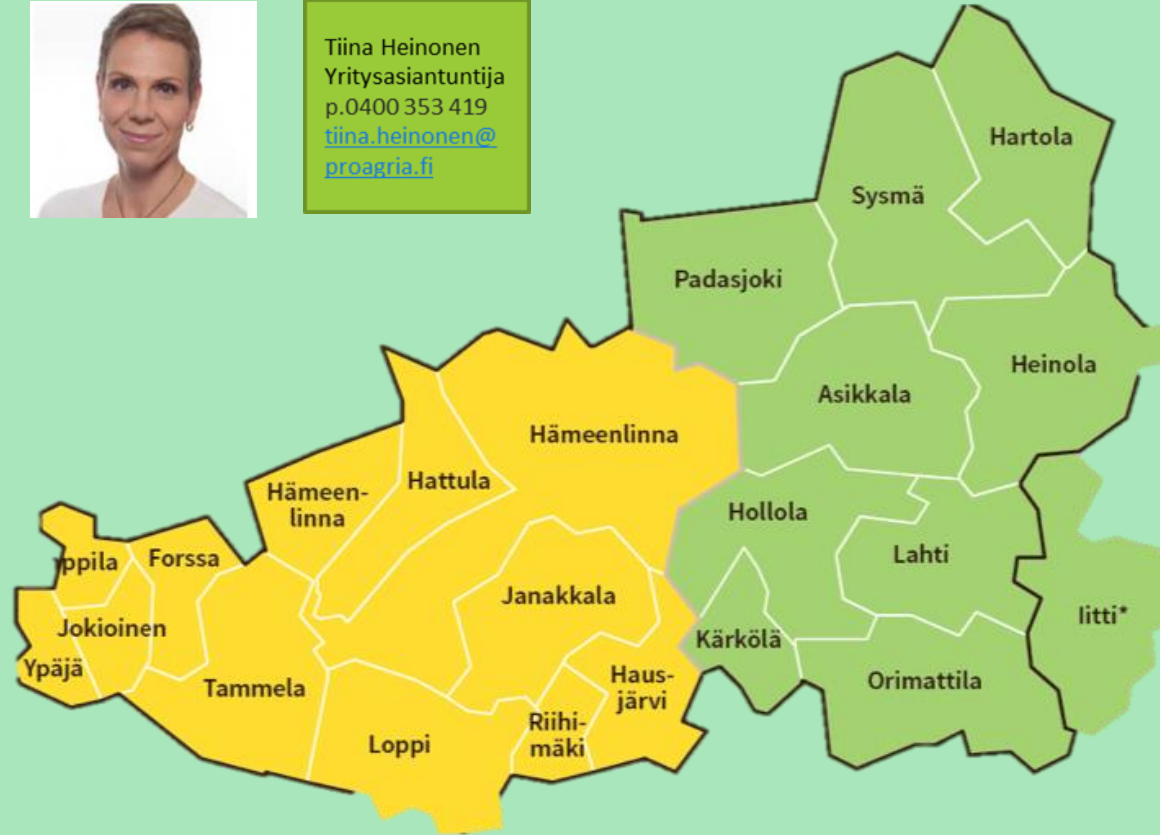 Tiina Heinonen
Yritysasiantuntija
p.0400 353 419
tiina.heinonen@
proagria.fi
Hartola
Sysmä
Padasjoki
Heinola
Asikkala
Hämeenlinna
Hattula
Hämeen-
linna
Hollola
Lahti
ppila
Forssa
Janakkala
Iitti*
Jokioinen
Kärkölä
Ypäjä
Tammela
Haus-
järvi
Orimattila
Riihi-
mäki
Loppi